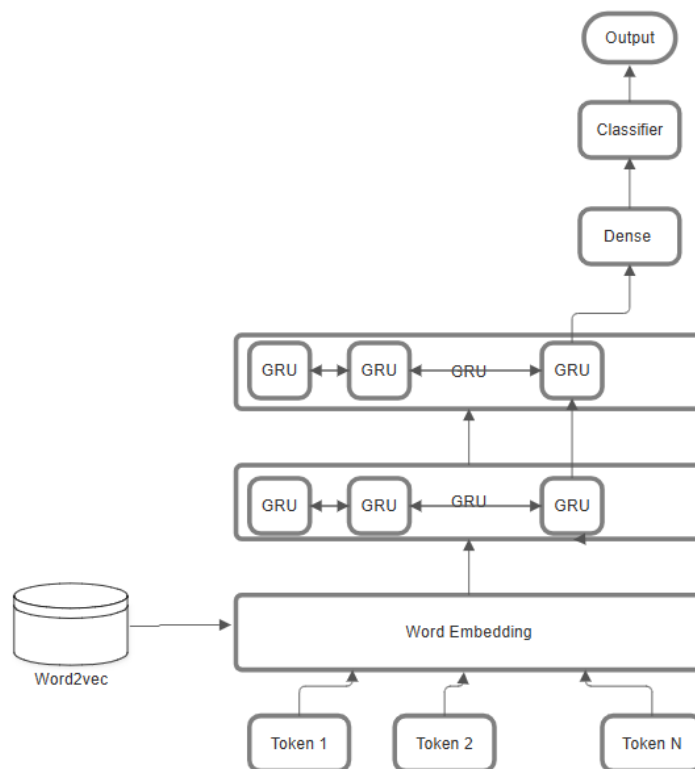 Output
Classifier
Dense
GRU GRU GRU GRU
GRU GRU GRU GRU
Word Embedding
Word2vec
Token 1 Token 2 Token N